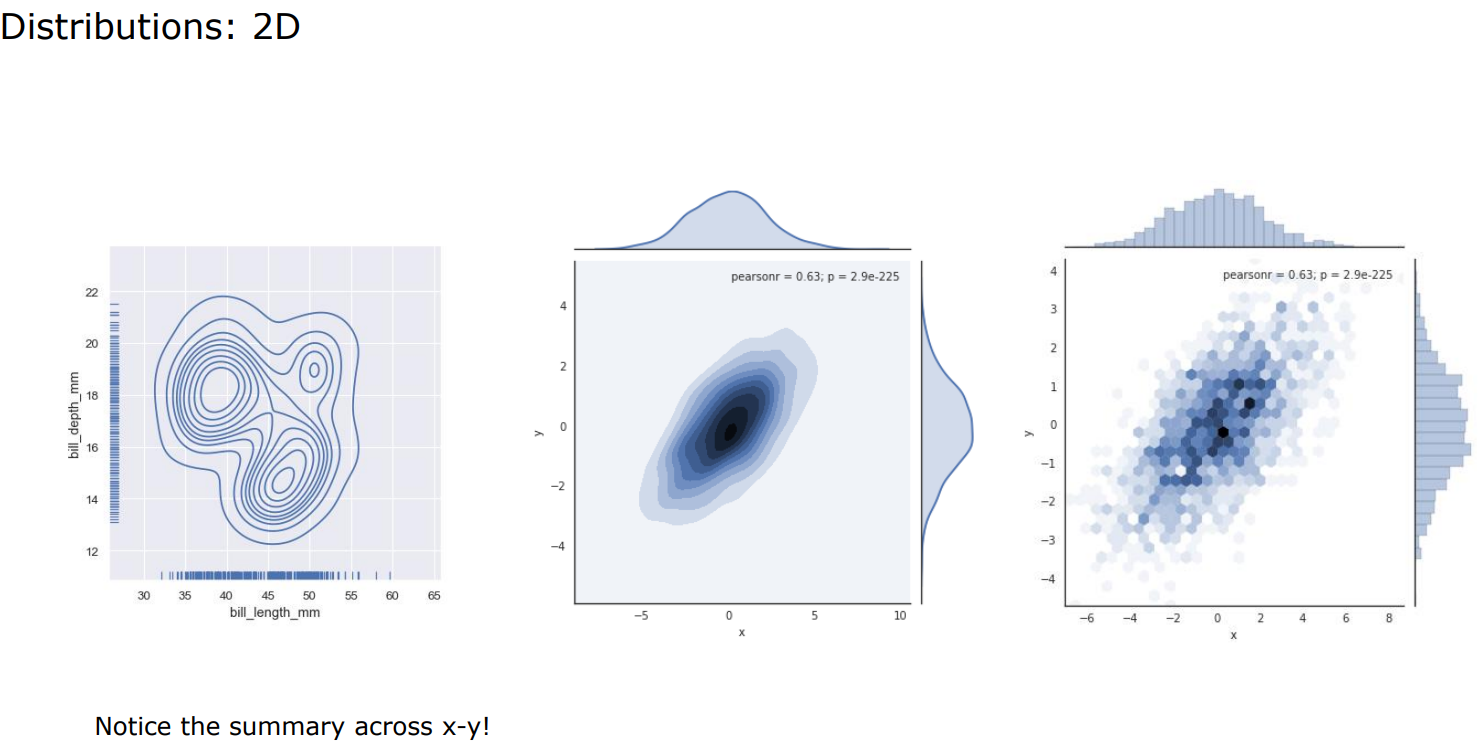 Distributions: 2D
22
20
18
16
14
12
bill_depth_mm
30 35 40 45 50 55 60 65
bill_length_mm
pearsonr = 0.63; p = 2.9e-225
4
2
0
−2
−4
y
−5 0 5 10
x
pearsonr = 0.63; p = 2.9e-225
4
3
2
1
0
−1
−2
−3
−4
y
−6 −4 −2 0 2 4 6 8
x
Notice the summary across x-y!